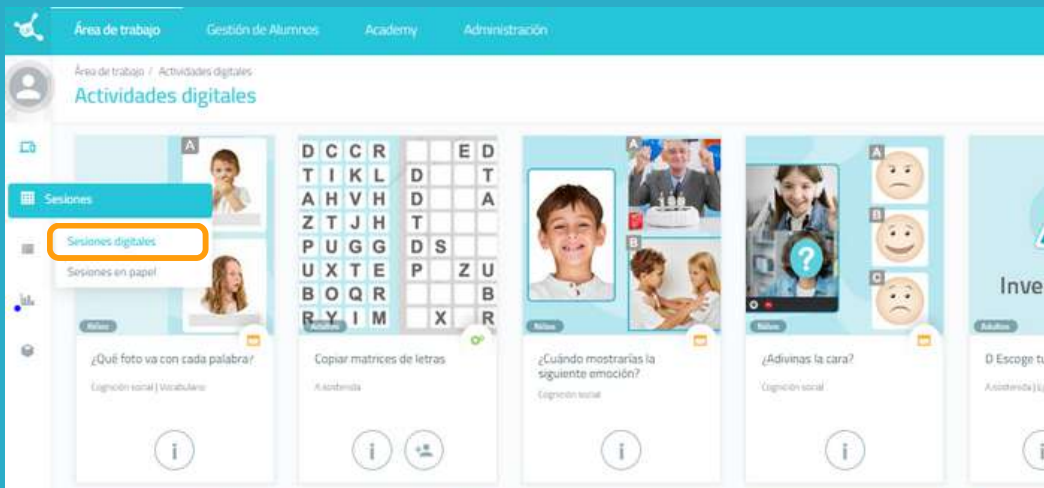 Área de trabajo Gestión de Alumnos Academy Administración
Área de trabajo / Actividades digitales
Actividades digitales
Sesiones
Sesiones digitales
Sesiones en papel
A
Niños
¿Qué foto va con cada palabra?
Cognición social | Vocabulario
D C C R E D
T I K L D T
A H V H D A
Z T J H T
P U G G D S
U X T E P Z U
B O Q R B
R Y I M X R
Adultos
Copiar matrices de letras
A sostenida
A
B
Niños
¿Cuándo mostrarías la
siguiente emoción?
Cognición social
A
B
C
?
Niños
¿Adivinas la cara?
Cognición social
Inve
Adultos
D Escoge tu
A sostenida |
i
i
i
i